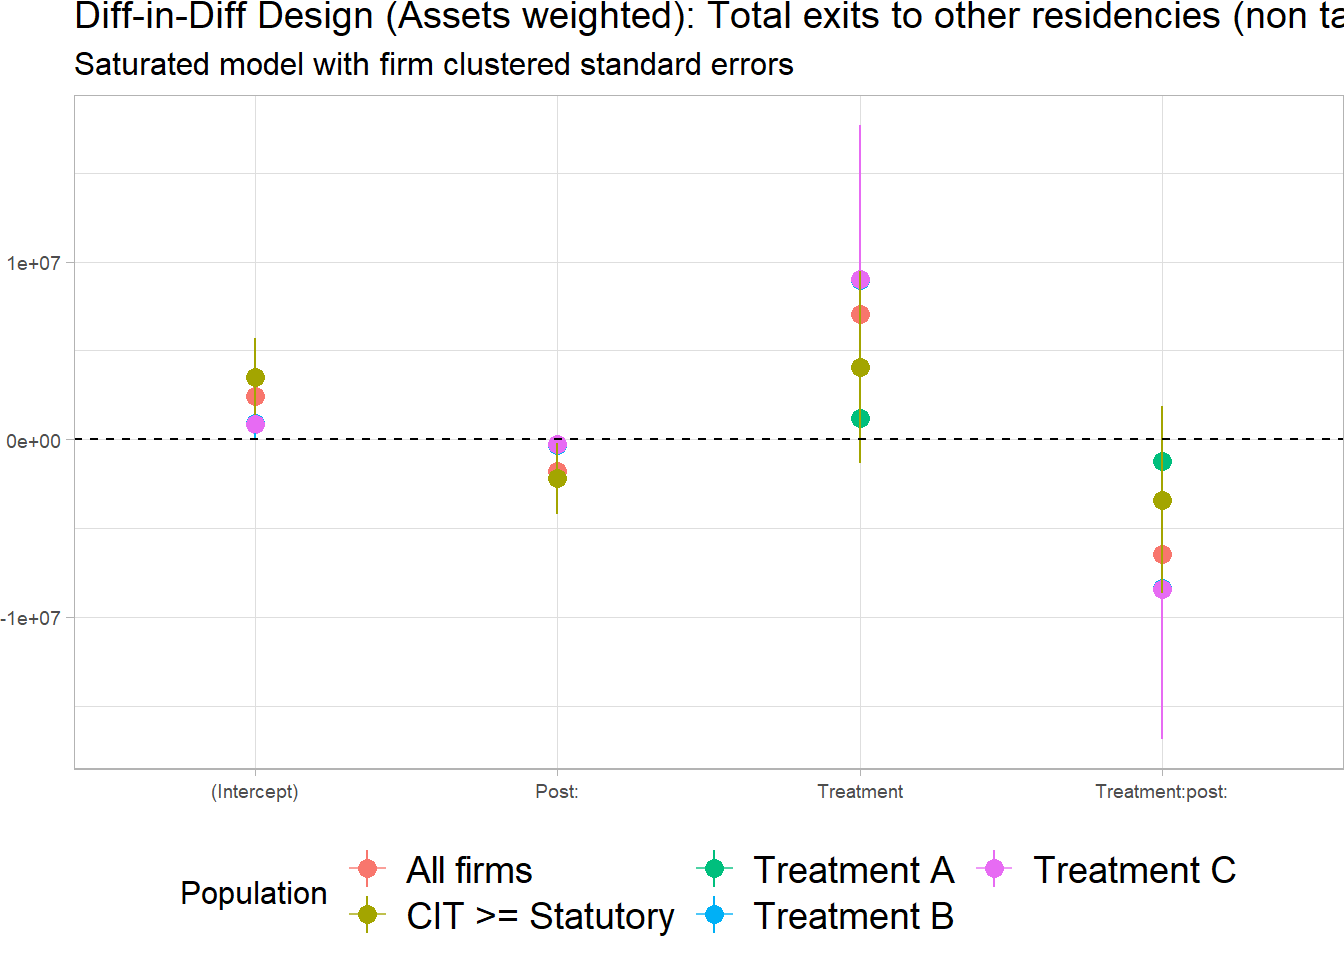 Diff-in-Diff Design (Assets weighted): Total exits to other residencies (non ta
Saturated model with firm clustered standard errors
1e+07
0e+00
-1e+07
(Intercept) Post: Treatment Treatment:post:
Population All firms Treatment A Treatment C
CIT >= Statutory Treatment B